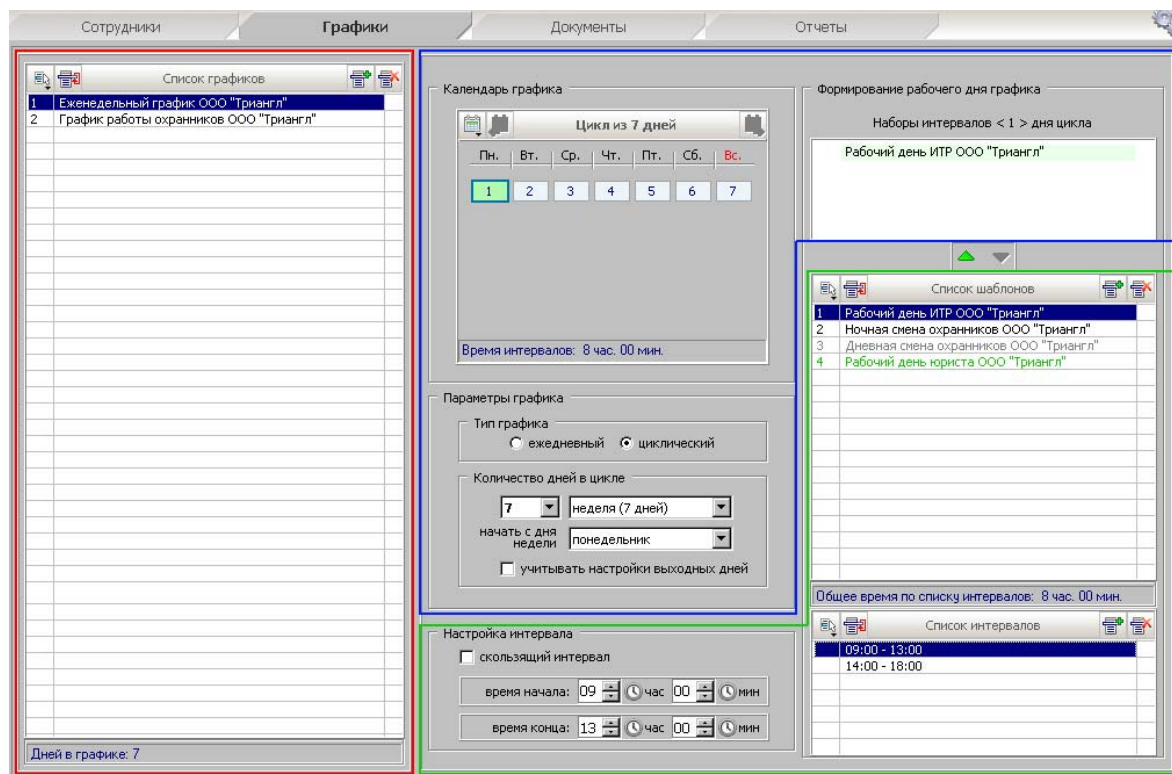 Сотрудники
Графики
Документы
Отчеты
Список графиков
1 Еженедельный график ООО "Триангл"
2 График работы охранников ООО "Триангл"
Дней в графике: 7
Календарь графика
Цикл из 7 дней
Пн. Вт. Ср. Чт. Пт. Сб. Вс.
1 2 3 4 5 6 7
Время интервалов: 8 час. 00 мин.
Параметры графика
Тип графика
ежедневный циклический
Количество дней в цикле
7 неделя (7 дней)
начать с дня
недели понедельник
учитывать настройки выходных дней
Настройка интервала
скользящий интервал
время начала: 09 час 00 мин
время конца: 13 час 00 мин
Формирование рабочего дня графика
Наборы интервалов < 1 > дня цикла
Рабочий день ИТР ООО "Триангл"
Список шаблонов
1 Рабочий день ИТР ООО "Триангл"
2 Ночная смена охранников ООО "Триангл"
3 Дневная смена охранников ООО "Триангл"
4 Рабочий день юриста ООО "Триангл"
Общее время по списку интервалов: 8 час. 00 мин.
Список интервалов
09:00 - 13:00
14:00 - 18:00